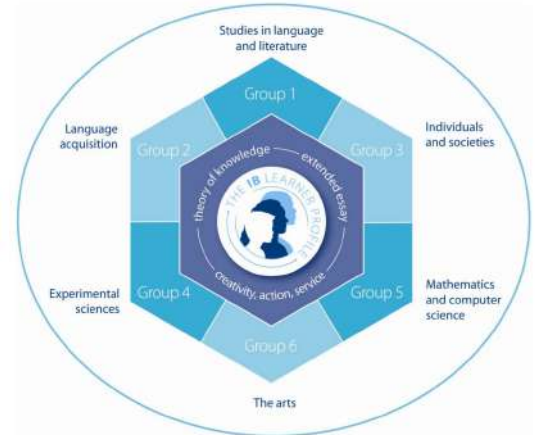 Studies in language
and literature
Group 1
Language
acquisition
Group 2
Group 3
Individuals
and societies
theory of knowledge
extended essay
THE IB LEARNER PROFILE
creativity, action, service
Experimental
sciences
Group 4
Group 5
Mathematics
and computer
science
Group 6
The arts